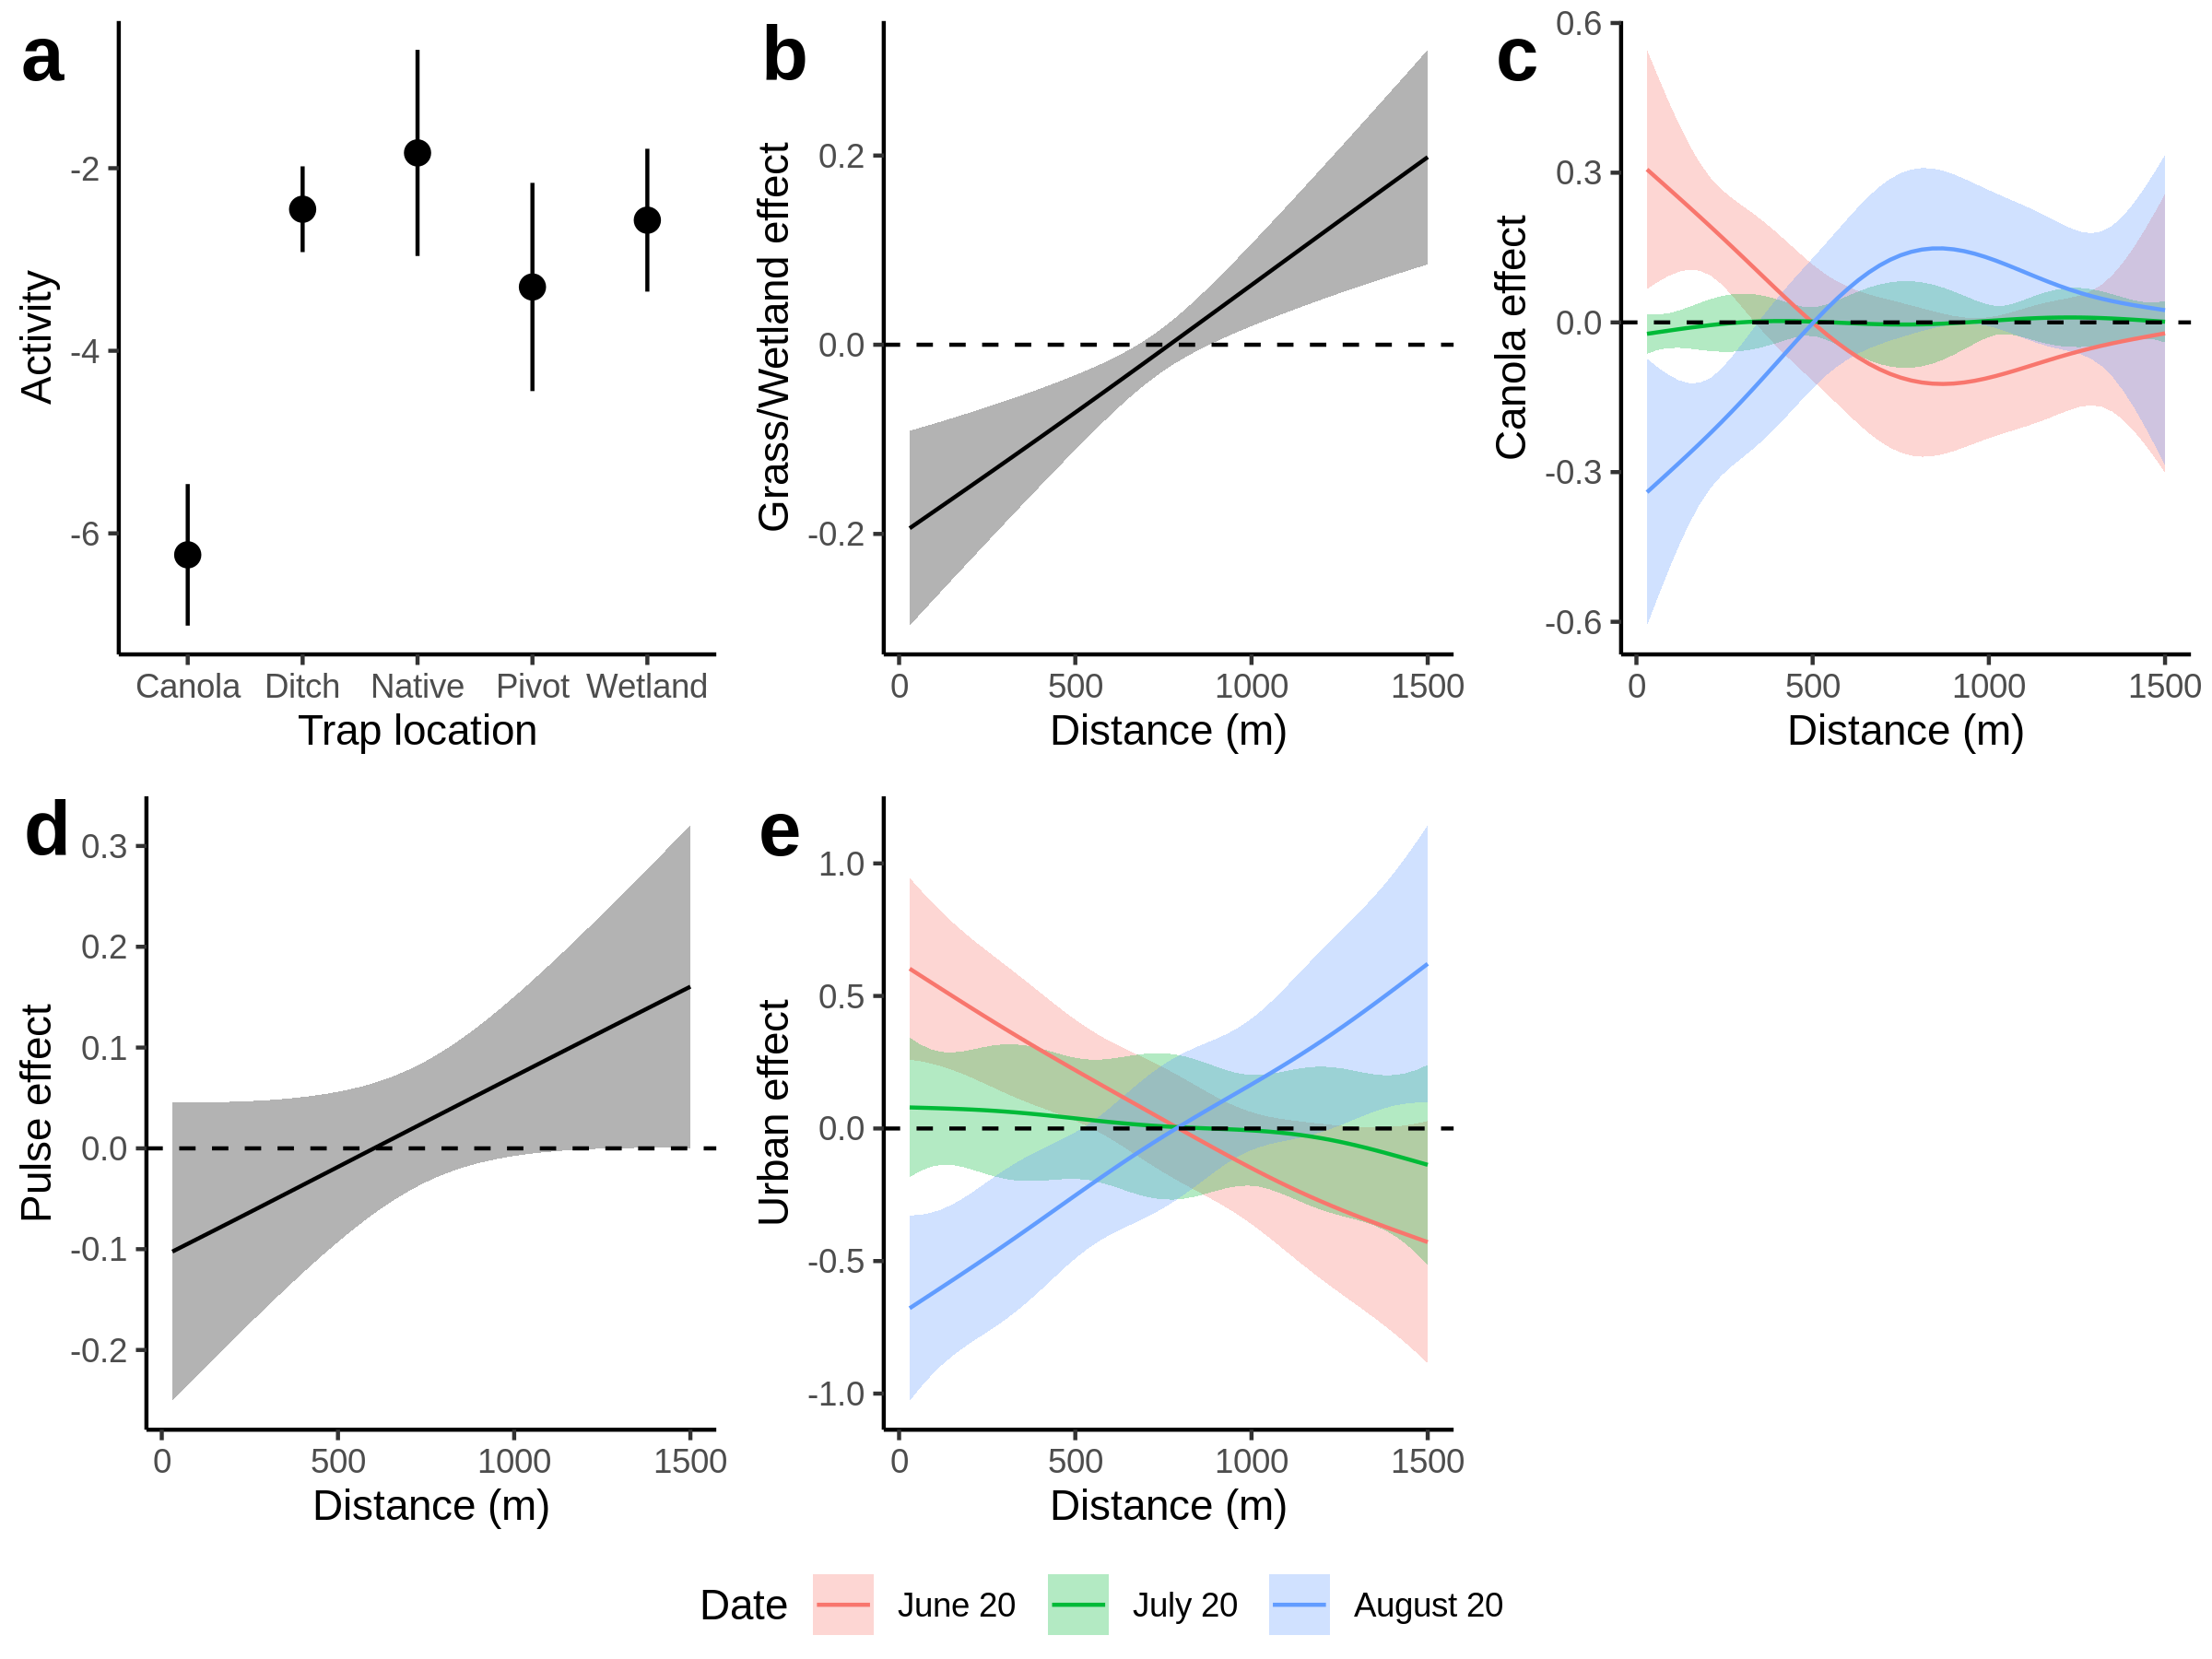 a
Activity
-2
-4
-6
Canola Ditch Native Pivot Wetland
Trap location
b
Grass/Wetland effect
0.2
0.0
-0.2
0 500 1000 1500
Distance (m)
c
Canola effect
0.6
0.3
0.0
-0.3
-0.6
0 500 1000 1500
Distance (m)
d
Pulse effect
0.3
0.2
0.1
0.0
-0.1
-0.2
0 500 1000 1500
Distance (m)
e
Urban effect
1.0
0.5
0.0
-0.5
-1.0
0 500 1000 1500
Distance (m)
Date June 20 July 20 August 20